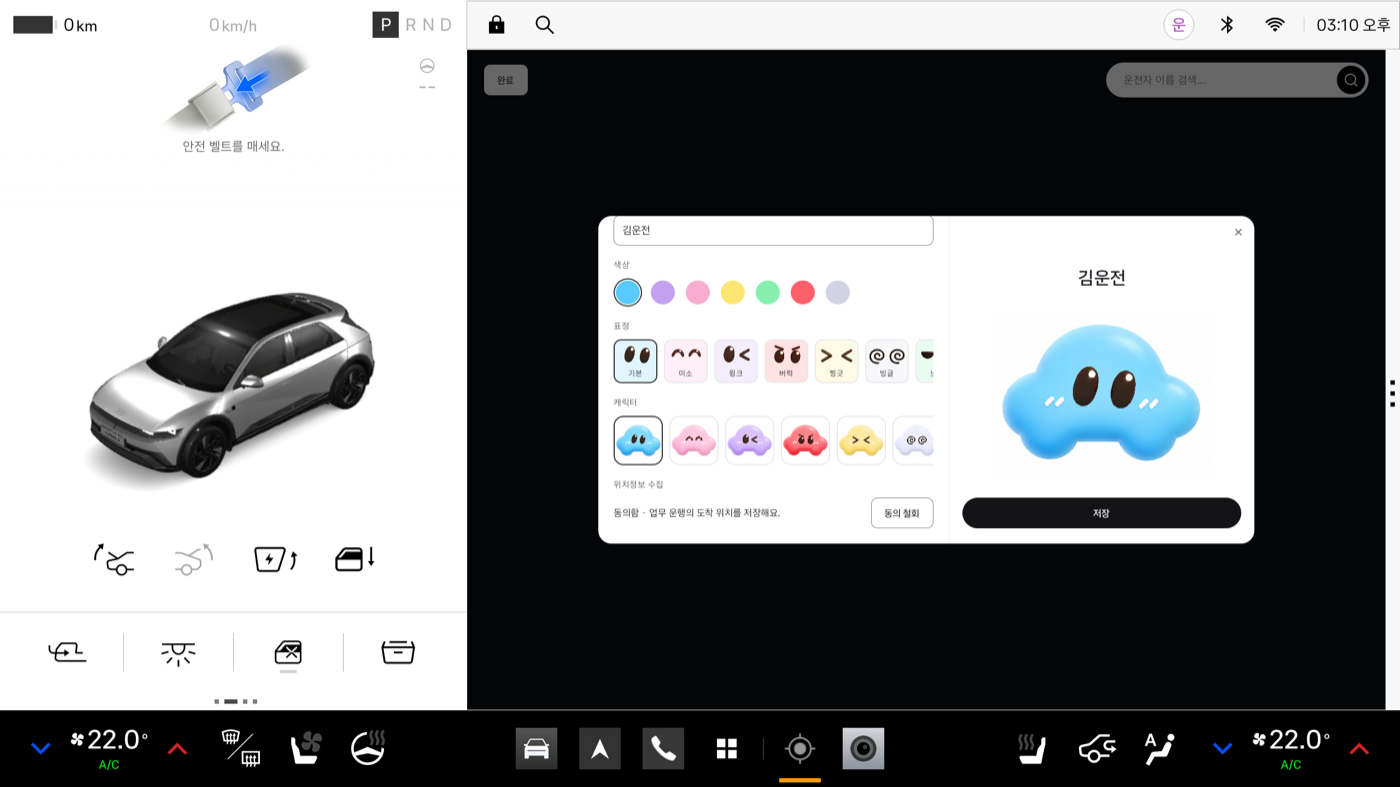 0 km
0 km/h
P R N D
운
03:10 오후
안전 벨트를 매세요.
완료
운전자 이름 검색...
김운전
색상
표정
기본
미소
윙크
버럭
찡긋
빙글
캐릭터
위치정보 수집
동의함 · 업무 운행의 도착 위치를 저장해요.
동의 철회
김운전
저장
22.0°
A/C
A
22.0°
A/C